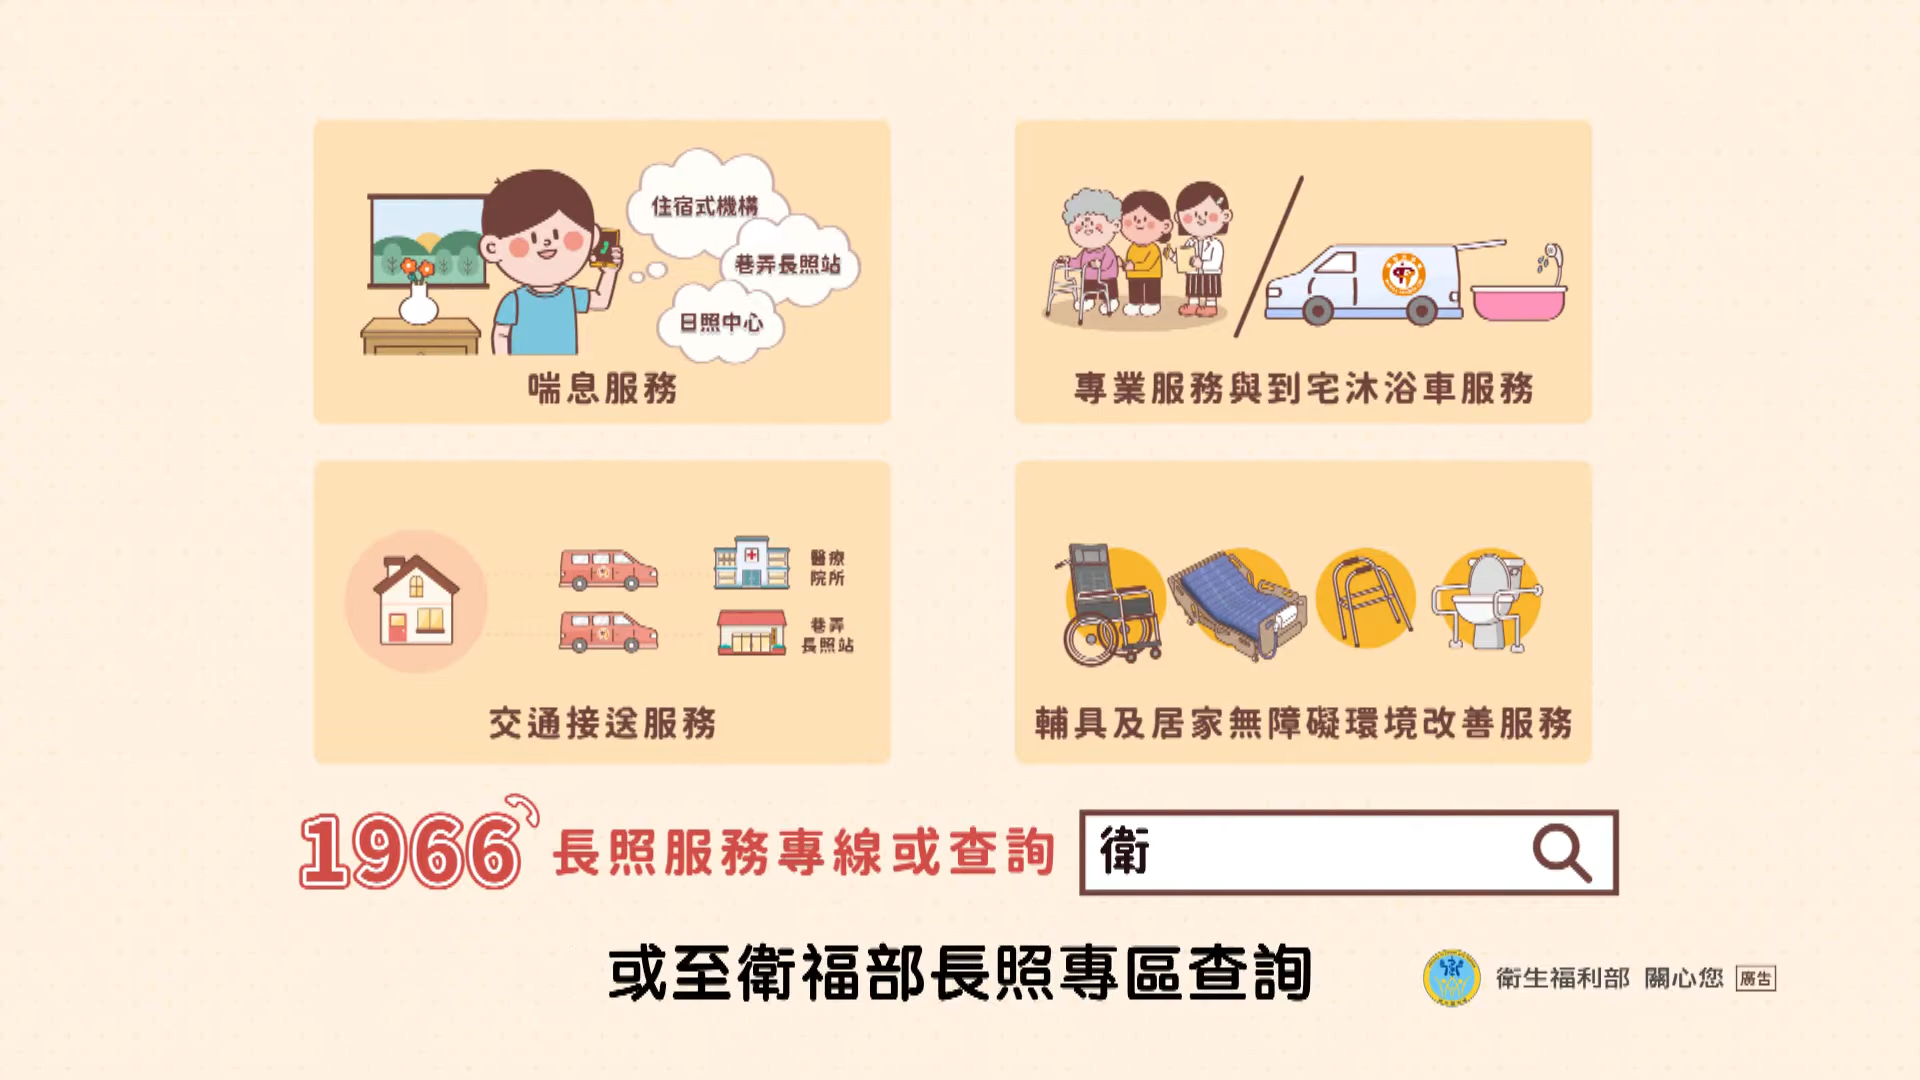 住宿式機構
巷弄長照站
日照中心
喘息服務
專業服務與到宅沐浴車服務
醫療
院所
巷弄
長照站
交通接送服務
輔具及居家無障礙環境改善服務
1966 長照服務專線或查詢 衛
或至衛福部長照專區查詢
衛生福利部 關心您 廣告